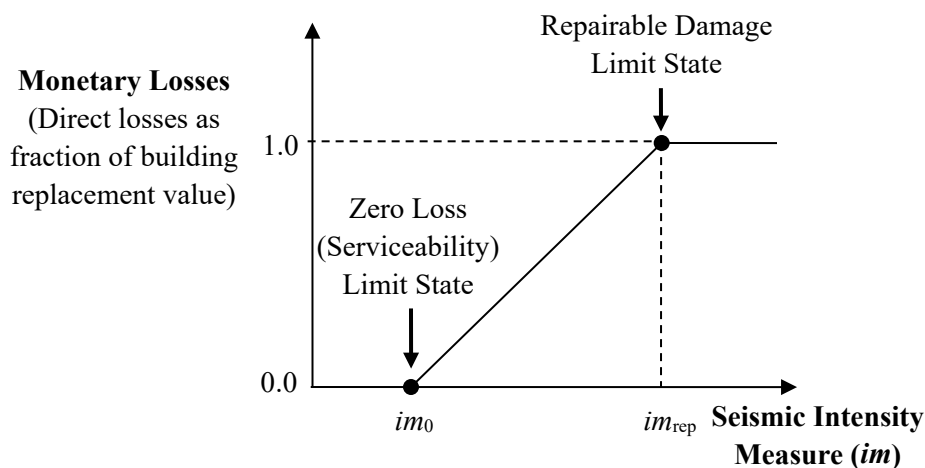 Repairable Damage
Limit State
Monetary Losses
(Direct losses as
fraction of building
replacement value)
1.0
Zero Loss
(Serviceability)
Limit State
0.0
im0
imrep
Seismic Intensity
Measure (im)